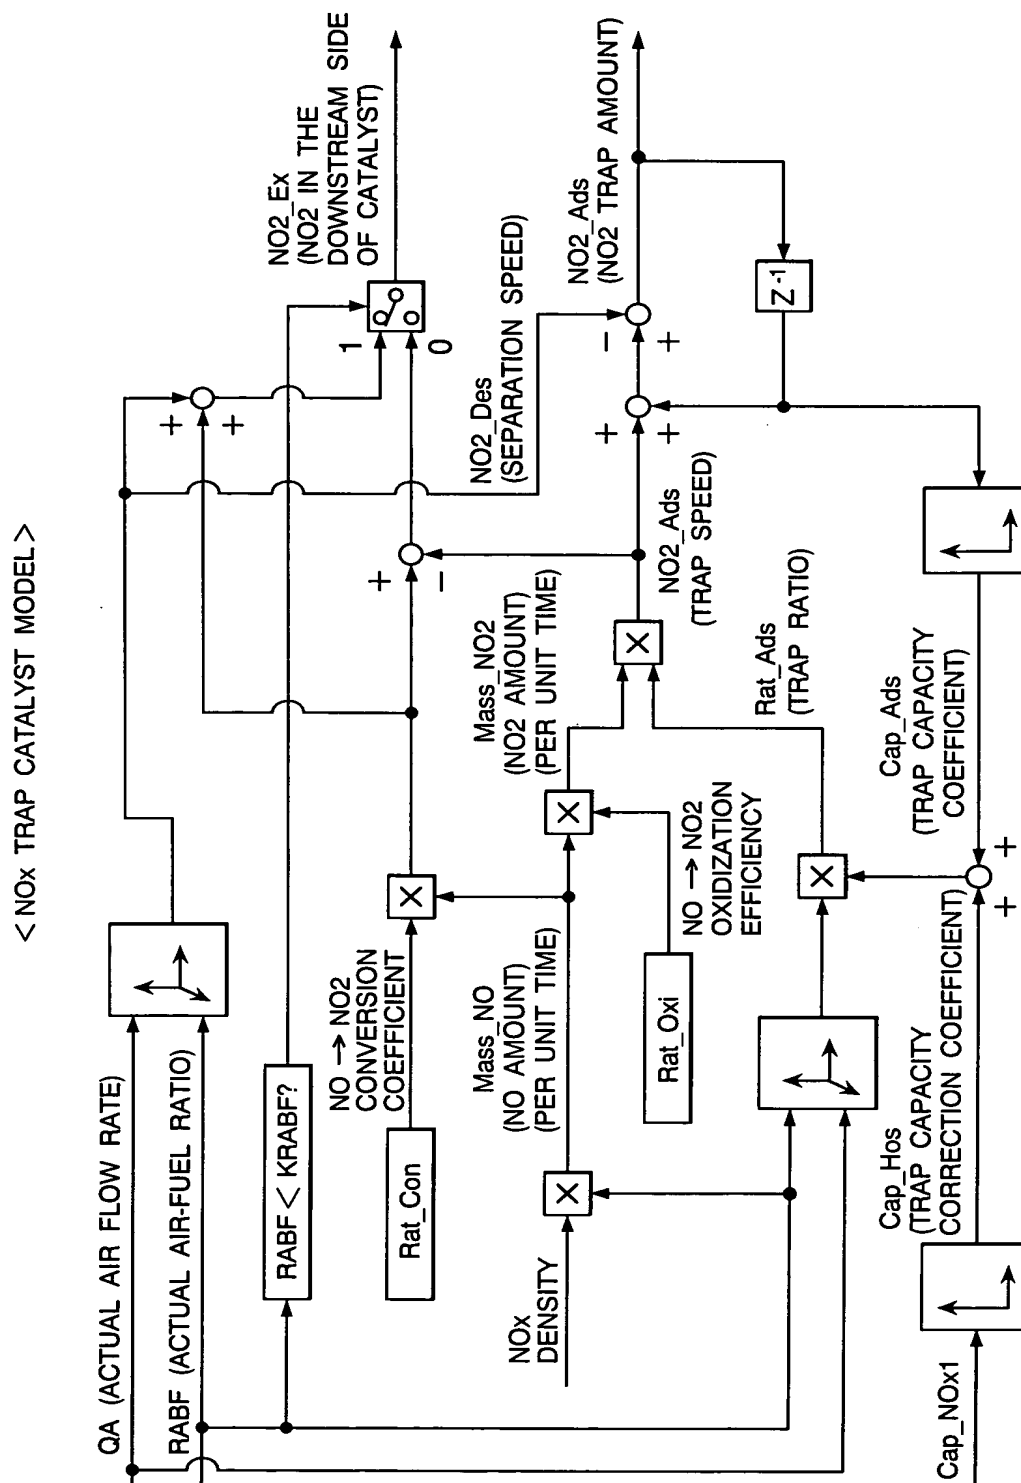 < NOx TRAP CATALYST MODEL >
QA (ACTUAL AIR FLOW RATE)
RABF (ACTUAL AIR-FUEL RATIO)
RABF < KRABF?
NO2_Ex
(NO2 IN THE
DOWNSTREAM SIDE
OF CATALYST)
+
+
1
0
NO → NO2
CONVERSION
COEFFICIENT
Rat_Con
×
+
−
NO2_Des
(SEPARATION SPEED)
NOx
DENSITY
×
Mass_NO
(NO AMOUNT)
(PER UNIT TIME)
×
Mass_NO2
(NO2 AMOUNT)
(PER UNIT TIME)
Rat_Oxi
NO → NO2
OXIDIZATION
EFFICIENCY
×
NO2_Ads
(TRAP SPEED)
+
+
−
+
NO2_Ads
(NO2 TRAP AMOUNT)
Z⁻¹
×
Rat_Ads
(TRAP RATIO)
Cap_NOx1
Cap_Hos
(TRAP CAPACITY
CORRECTION COEFFICIENT)
+
+
Cap_Ads
(TRAP CAPACITY
COEFFICIENT)